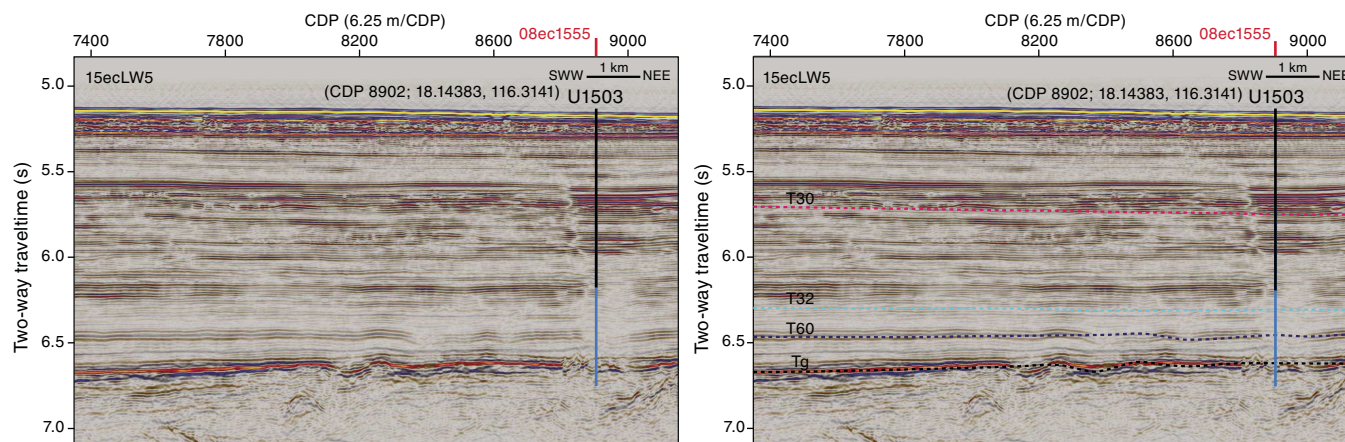 CDP (6.25 m/CDP)
7400 7800 8200 8600 08ec1555 9000
15ecLW5
1 km
SWW NEE
(CDP 8902; 18.14383, 116.3141) U1503
Two-way traveltime (s)
5.0
5.5
6.0
6.5
7.0
CDP (6.25 m/CDP)
7400 7800 8200 8600 08ec1555 9000
15ecLW5
1 km
SWW NEE
(CDP 8902; 18.14383, 116.3141) U1503
Two-way traveltime (s)
5.0
5.5
6.0
6.5
7.0
T30
T32
T60
Tg